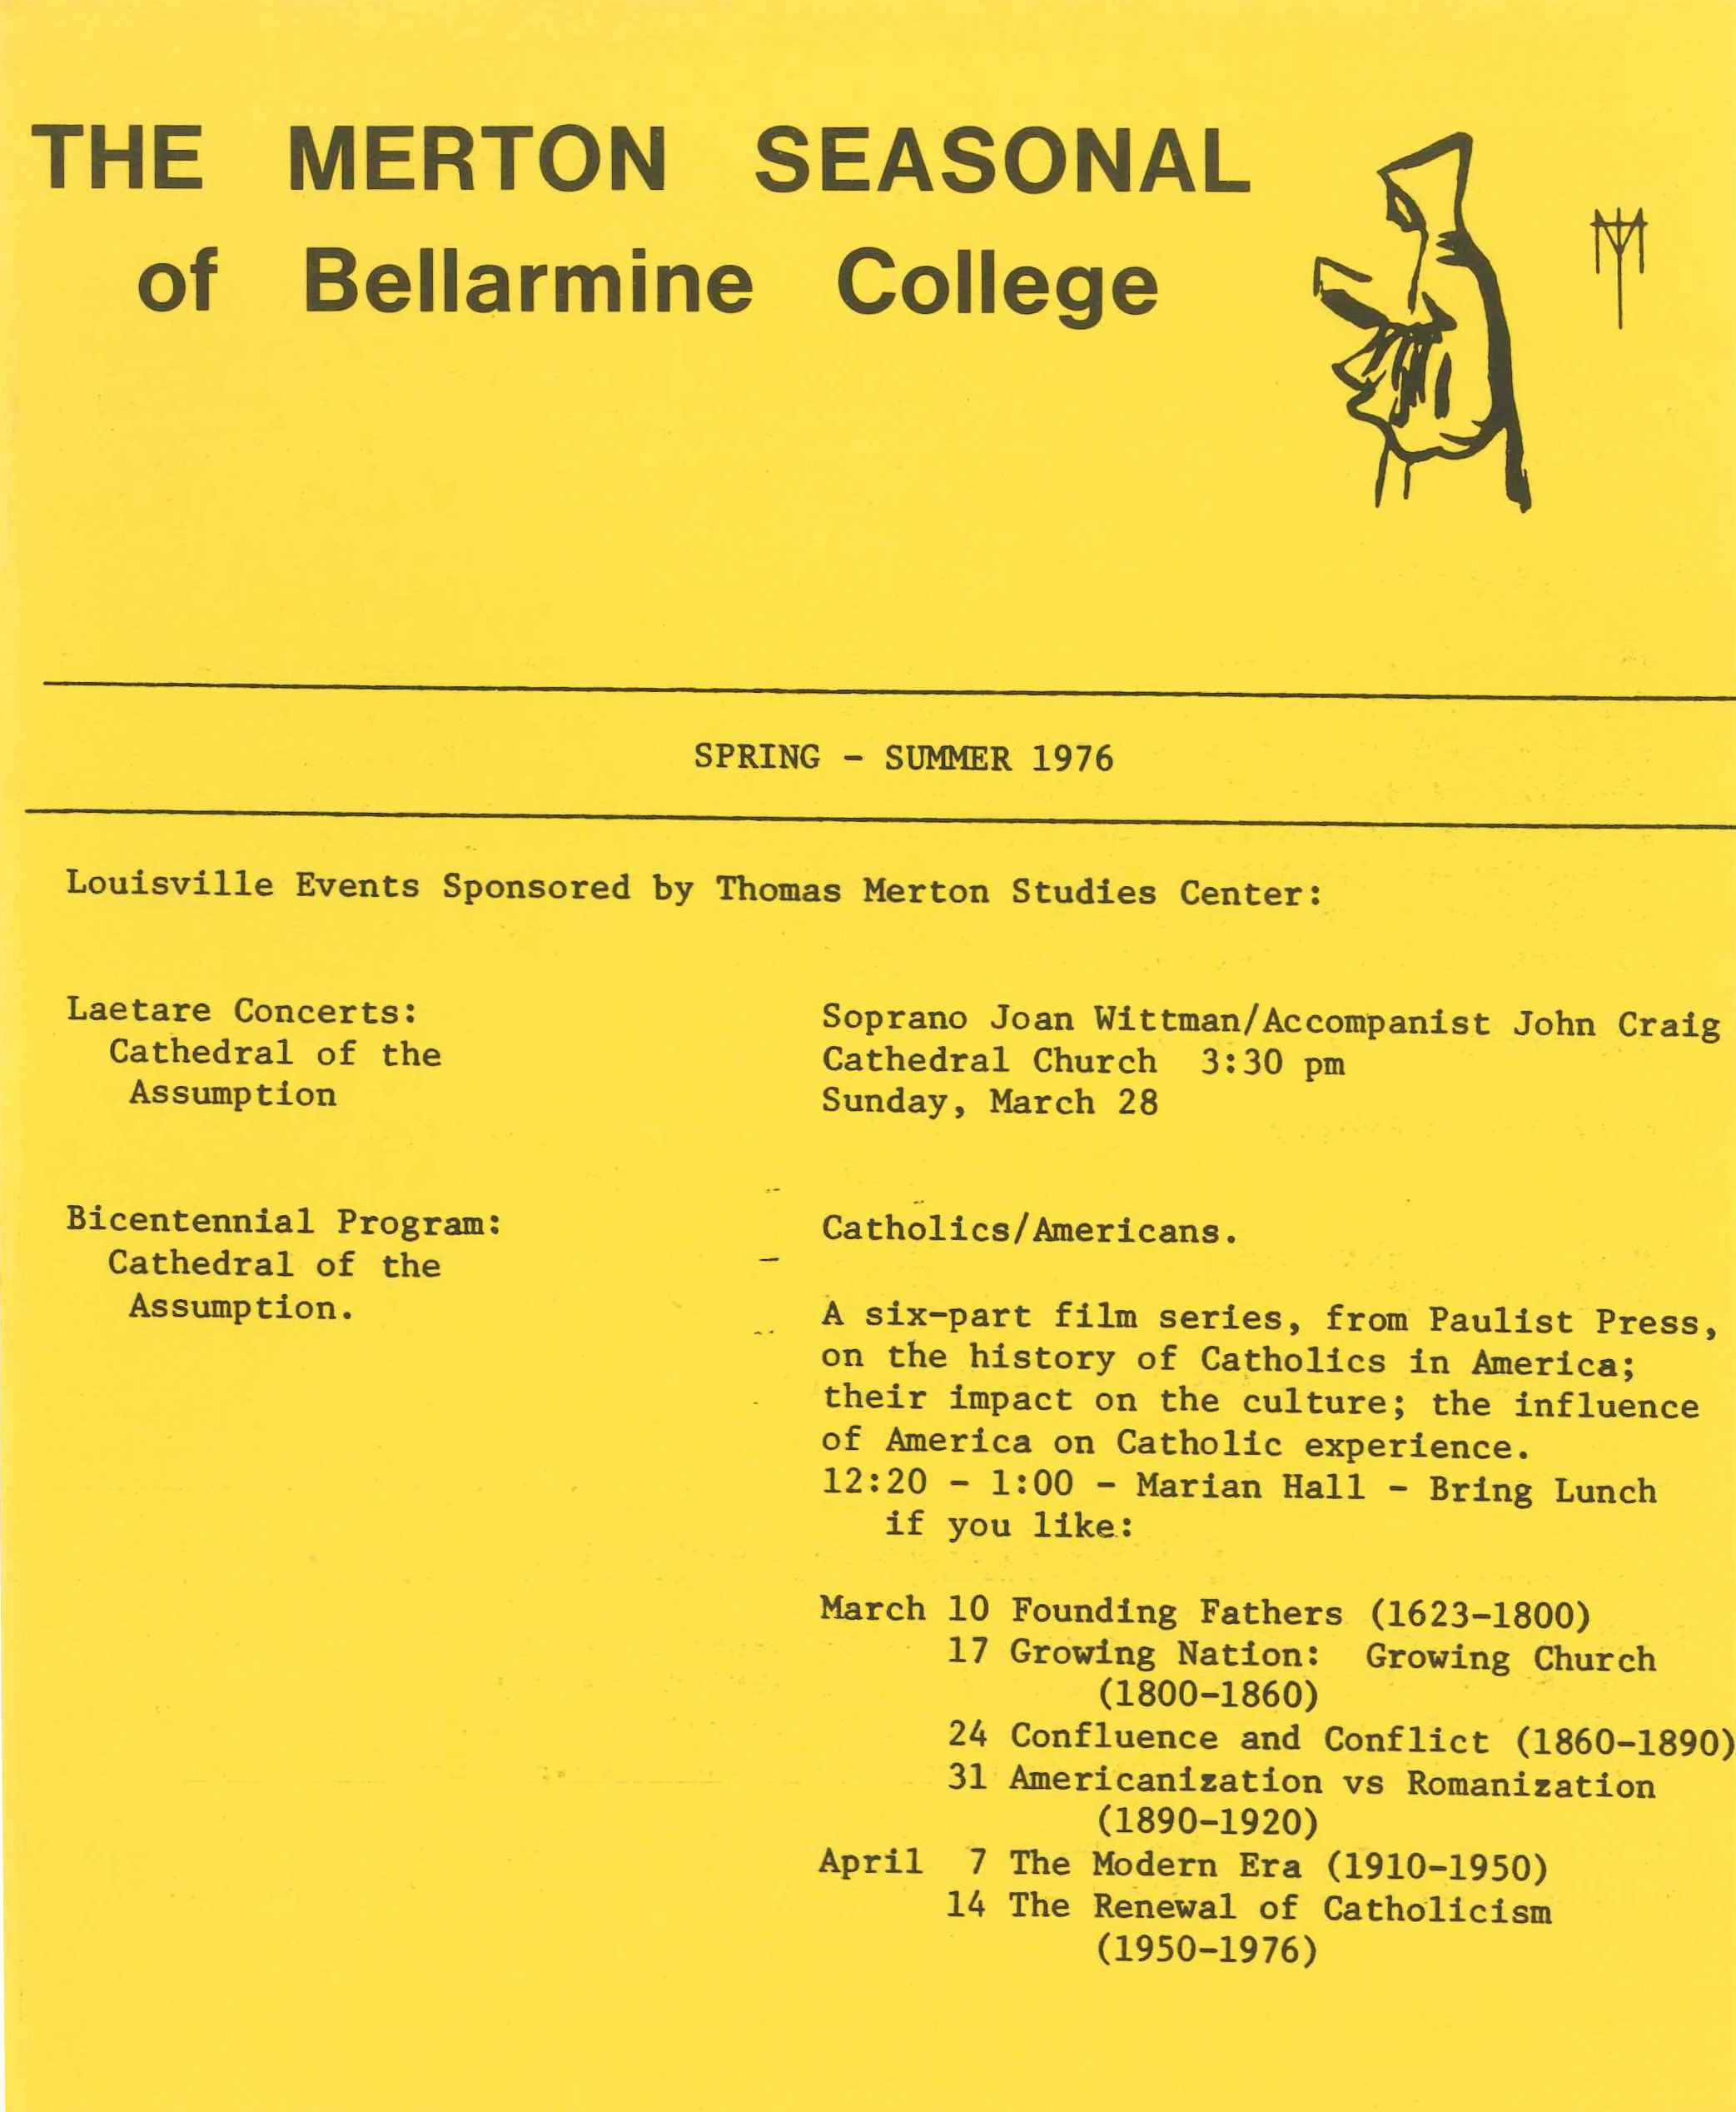 THE MERTON SEASONAL
of Bellarmine College
SPRING - SUMMER 1976
Louisville Events Sponsored by Thomas Merton Studies Center:
Laetare Concerts:
Cathedral of the
Assumption
Soprano Joan Wittman/Accompanist John Craig
Cathedral Church 3:30 pm
Sunday, March 28
Bicentennial Program:
Cathedral of the
Assumption.
Catholics/Americans.
A six-part film series, from Paulist Press,
on the history of Catholics in America;
their impact on the culture; the influence
of America on Catholic experience.
12:20 - 1:00 - Marian Hall - Bring Lunch
if you like:
March 10 Founding Fathers (1623-1800)
17 Growing Nation: Growing Church
(1800-1860)
24 Confluence and Conflict (1860-1890)
31 Americanization vs Romanization
(1890-1920)
April 7 The Modern Era (1910-1950)
14 The Renewal of Catholicism
(1950-1976)